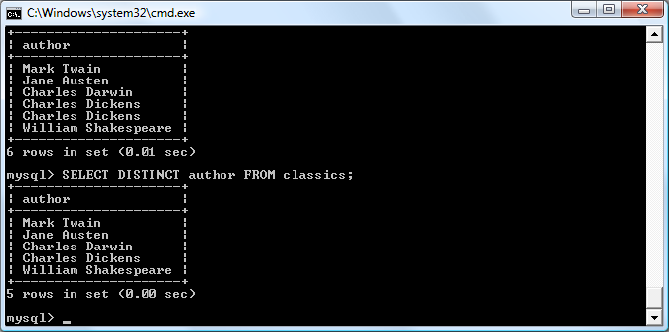 C:\Windows\system32\cmd.exe
+----------------------+
| author               |
+----------------------+
| Mark Twain           |
| Jane Austen          |
| Charles Darwin       |
| Charles Dickens      |
| Charles Dickens      |
| William Shakespeare |
+----------------------+
6 rows in set (0.01 sec)
mysql> SELECT DISTINCT author FROM classics;
+----------------------+
| author               |
+----------------------+
| Mark Twain           |
| Jane Austen          |
| Charles Darwin       |
| Charles Dickens      |
| William Shakespeare |
+----------------------+
5 rows in set (0.00 sec)
mysql> _